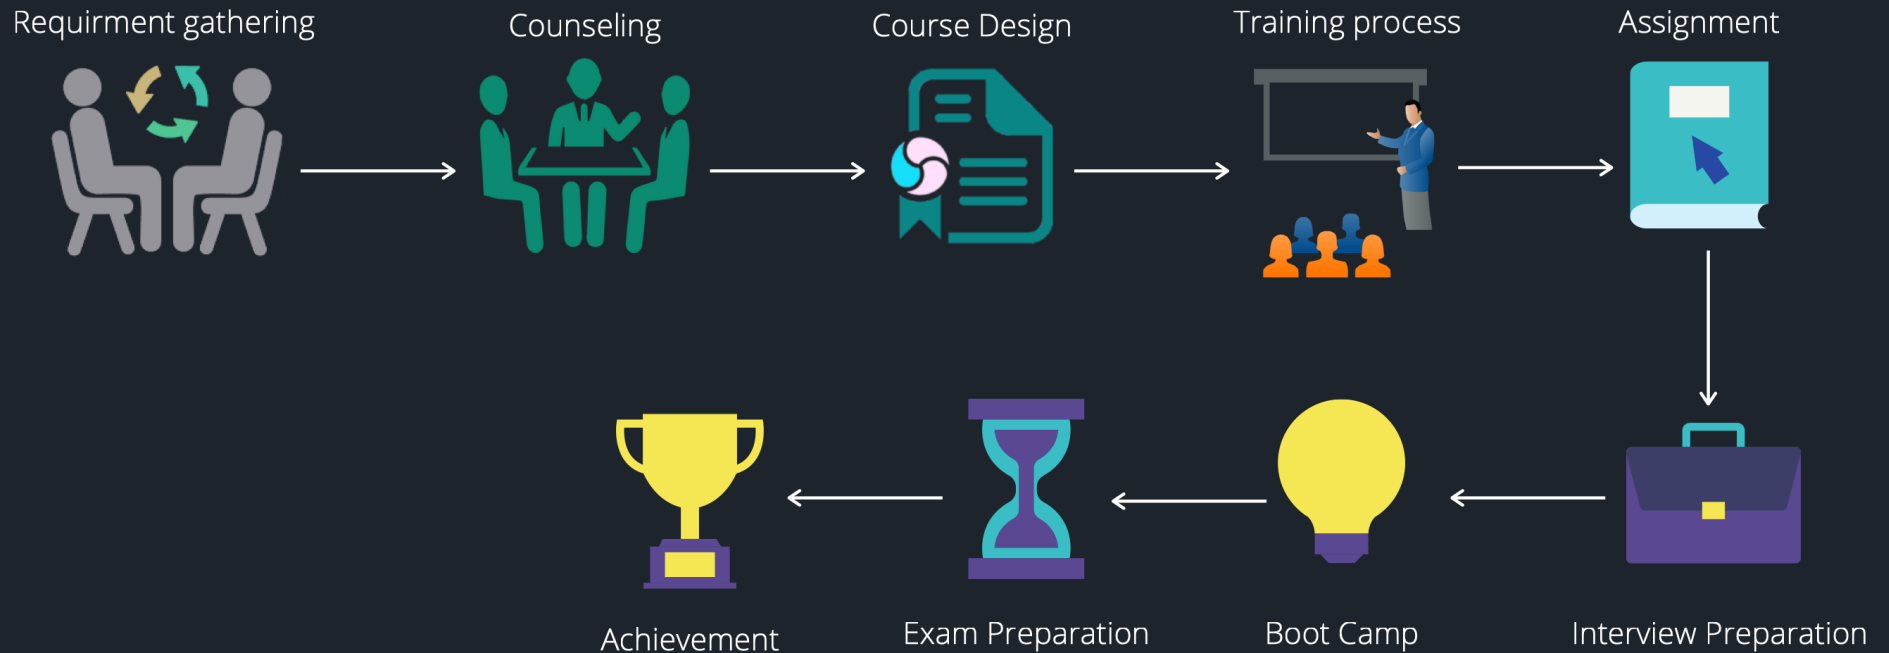 Requirment gathering
Counseling
Course Design
Training process
Assignment
Achievement
Exam Preparation
Boot Camp
Interview Preparation